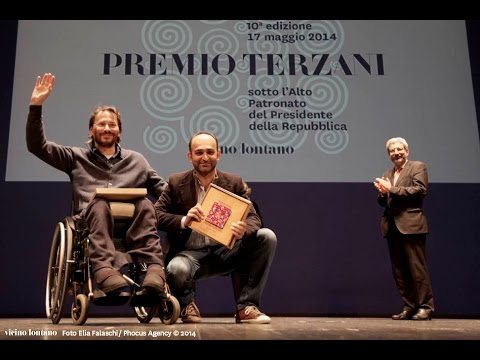 10ª edizione
17 maggio 2014
PREMIO TERZANI
sotto l'Alto
Patronato
del Presidente
della Repubblica
ino lontano
vicino lontano Foto Elia Falaschi/ Phocus Agency © 2014